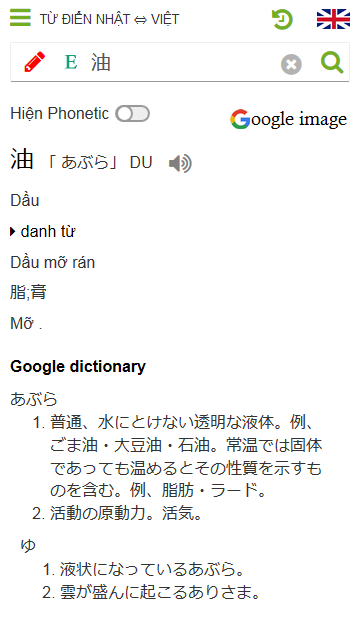 TỪ ĐIỂN NHẬT ⇔ VIỆT
E 油
Hiện Phonetic
Google image
油 「 あぶら」 DU
Dầu
danh từ
Dầu mỡ rán
脂;膏
Mỡ .
Google dictionary
あぶら
1. 普通、水にとけない透明な液体。例、
ごま油・大豆油・石油。常温では固体
であっても温めるとその性質を示すも
のを含む。例、脂肪・ラード。
2. 活動の原動力。活気。
ゆ
1. 液状になっているあぶら。
2. 雲が盛んに起こるありさま。